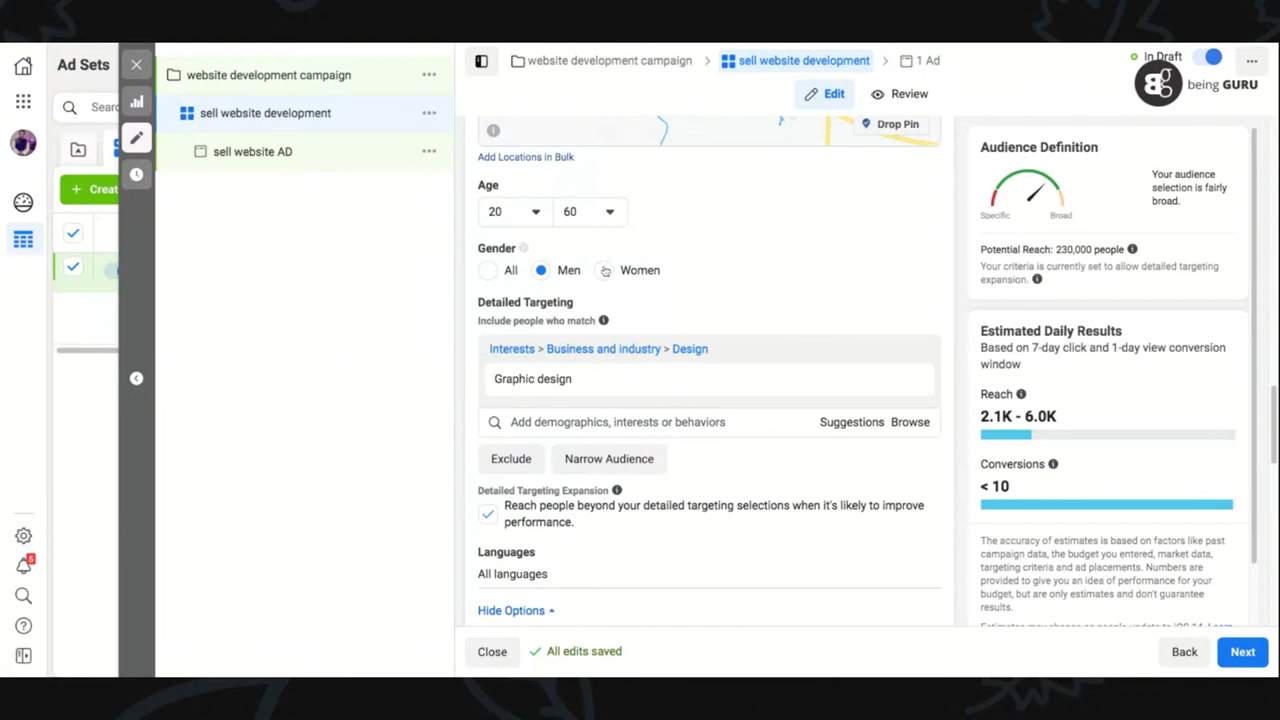 Ad Sets
Sear
+ Creat
website development campaign
sell website development
sell website AD
website development campaign > sell website development > 1 Ad
In Draft
being GURU
Edit
Review
Drop Pin
Add Locations in Bulk
Age
20
60
Gender
All
Men
Women
Detailed Targeting
Include people who match
Interests > Business and industry > Design
Graphic design
Add demographics, interests or behaviors
Suggestions
Browse
Exclude
Narrow Audience
Detailed Targeting Expansion
Reach people beyond your detailed targeting selections when it's likely to improve
performance.
Languages
All languages
Hide Options
Close
All edits saved
Back
Next
Audience Definition
Your audience
selection is fairly
broad.
Specific
Broad
Potential Reach: 230,000 people
Your criteria is currently set to allow detailed targeting
expansion.
Estimated Daily Results
Based on 7-day click and 1-day view conversion
window
Reach
2.1K - 6.0K
Conversions
< 10
The accuracy of estimates is based on factors like past
campaign data, the budget you entered, market data,
targeting criteria and ad placements. Numbers are
provided to give you an idea of performance for your
budget, but are only estimates and don't guarantee
results.
5